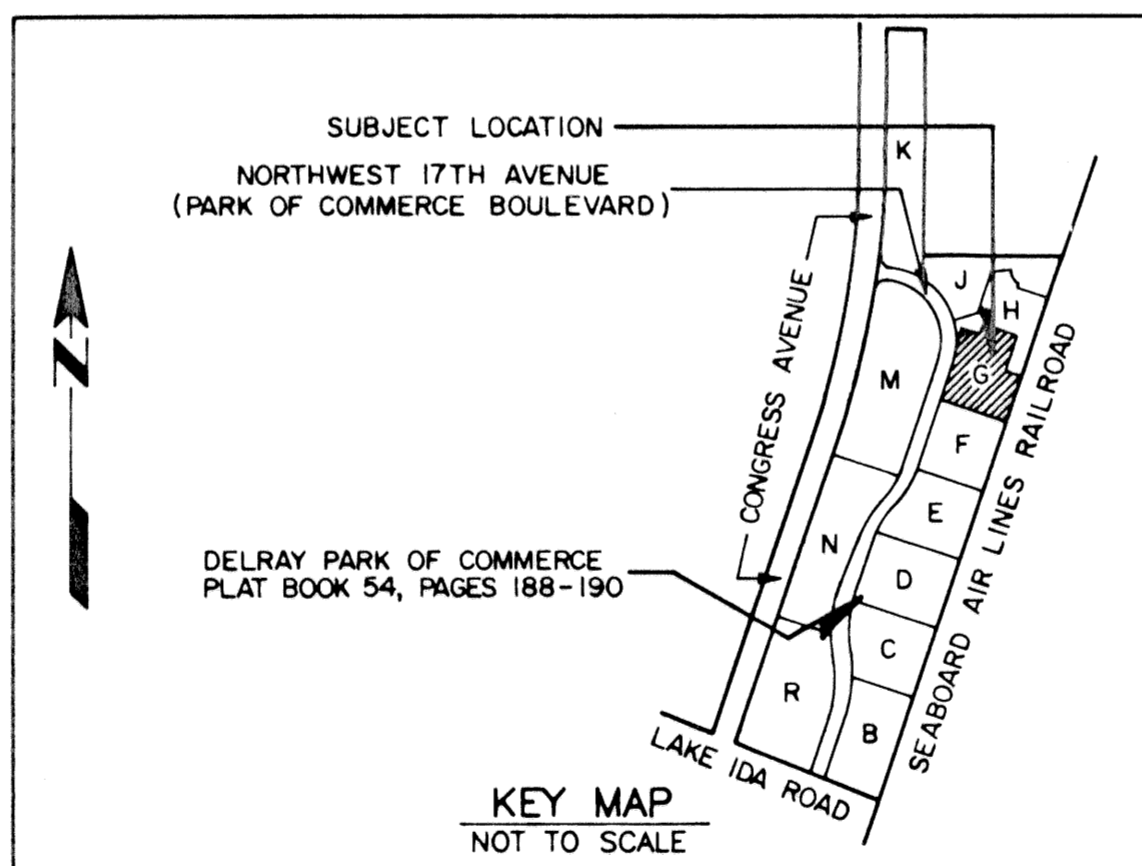 SUBJECT LOCATION
NORTHWEST 17TH AVENUE
(PARK OF COMMERCE BOULEVARD)
K
J
H
G
M
F
E
N
D
C
R
B
CONGRESS AVENUE
SEABOARD AIR LINES RAILROAD
N
DELRAY PARK OF COMMERCE
PLAT BOOK 54, PAGES 188-190
LAKE IDA ROAD
KEY MAP
NOT TO SCALE